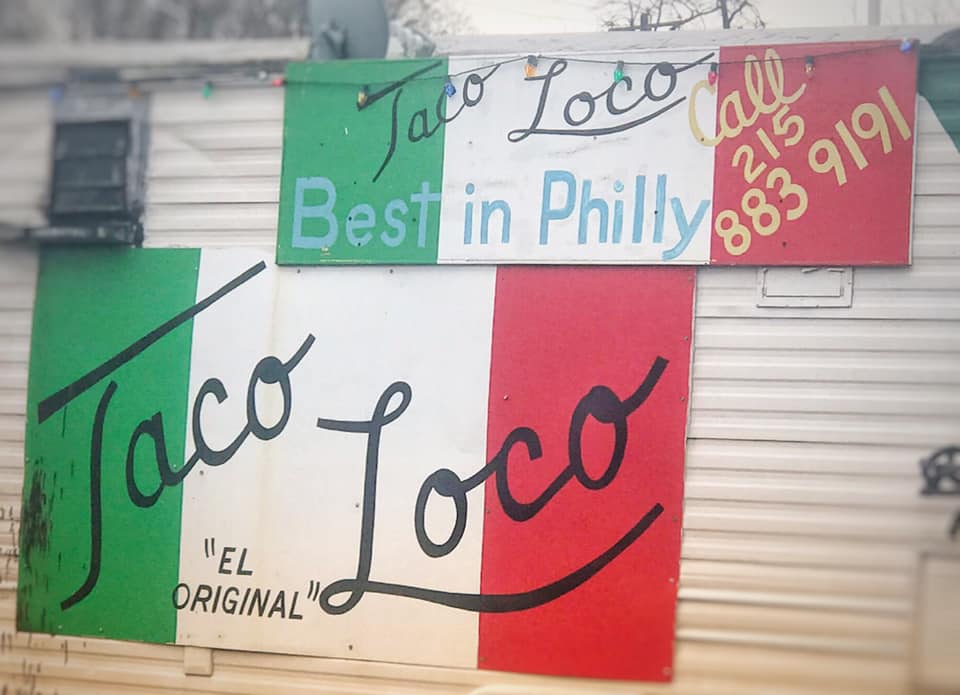 Taco Loco
Best in Philly
Call
215
883 9191
Taco Loco
"EL
ORIGINAL"